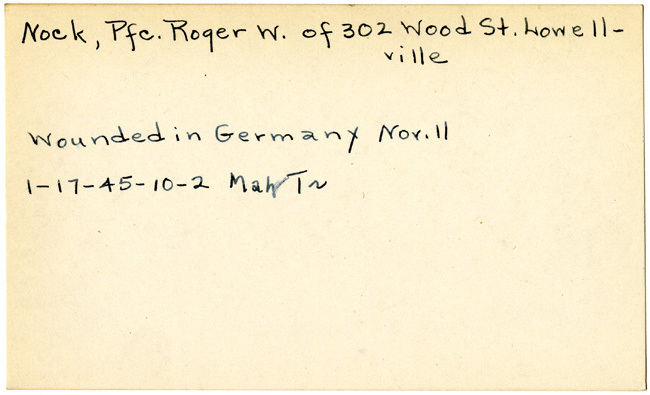 Nock, Pfc. Roger W. of 302 Wood St. Lowell-
ville
Wounded in Germany Nov. 11
1-17-45-10-2 Mah Tr